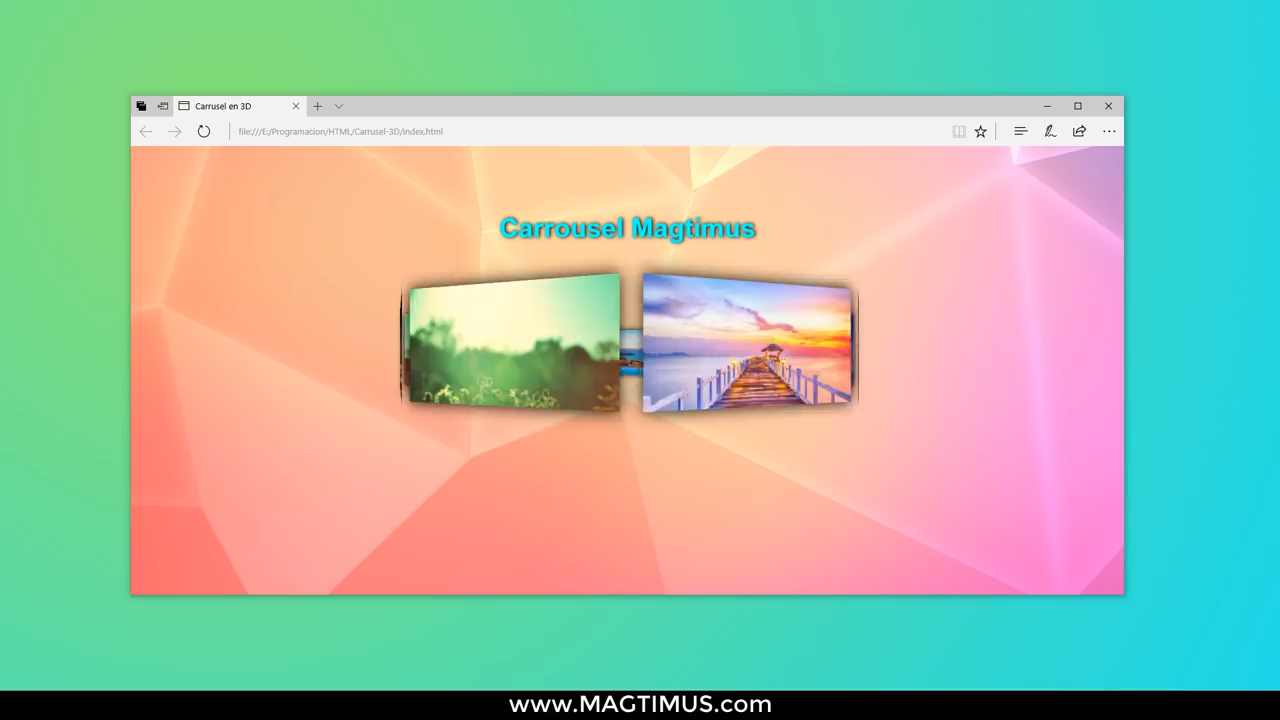 Carrusel en 3D
file:///E:/Programacion/HTML/Carrusel-3D/index.html
Carrousel Magtimus
www.MAGTIMUS.com